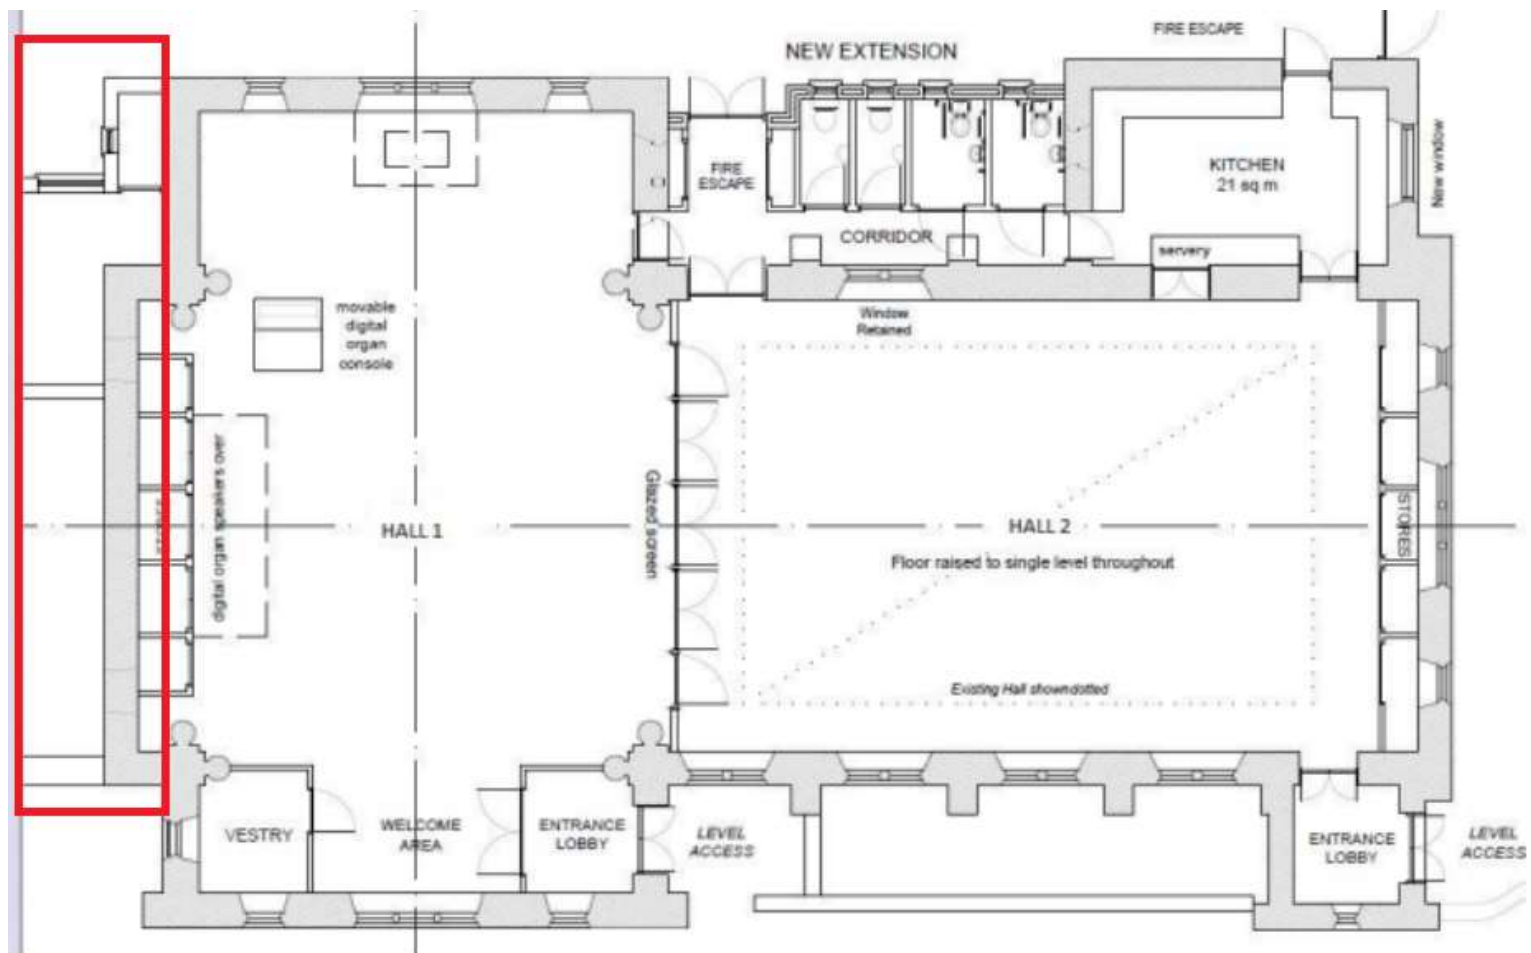 FIRE ESCAPE
NEW EXTENSION
KITCHEN
21 sq m
New window
FIRE
ESCAPE
CORRIDOR
servery
movable
digital
organ
console
Window
Retained
digital organ speakers over
HALL 1
Glazed screen
HALL 2
Floor raised to single level throughout
STORES
Existing Hall showndotted
VESTRY
WELCOME
AREA
ENTRANCE
LOBBY
LEVEL
ACCESS
ENTRANCE
LOBBY
LEVEL
ACCESS